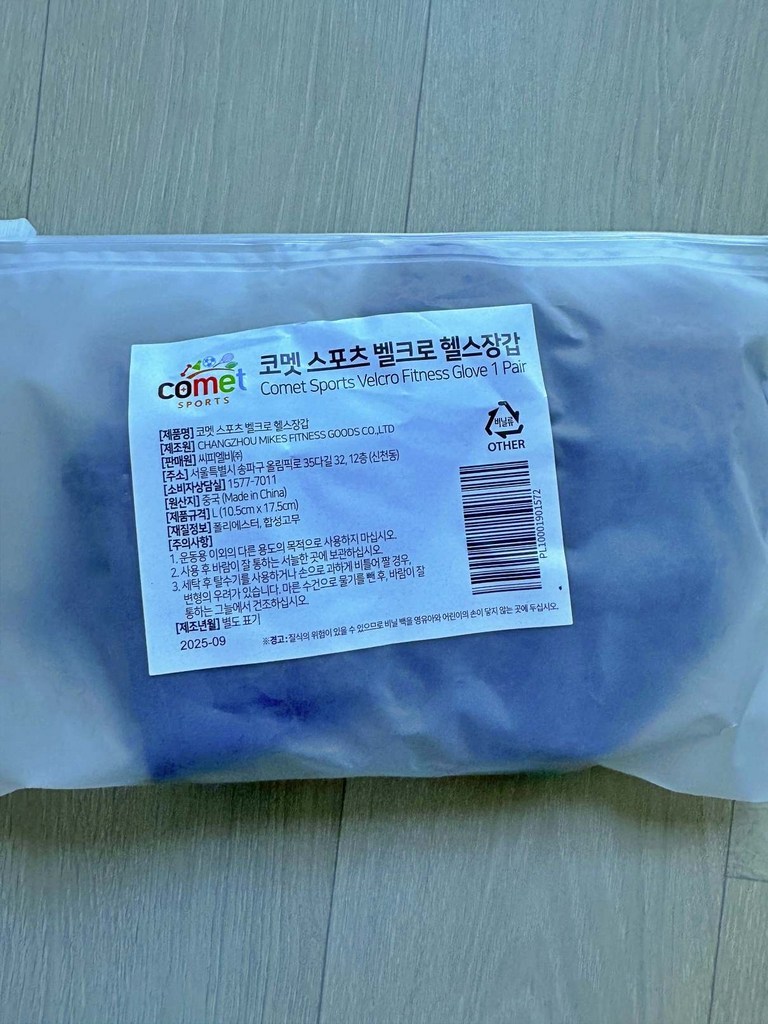 comet
SPORTS
코멧 스포츠 벨크로 헬스장갑
Comet Sports Velcro Fitness Glove 1 Pair
[제품명] 코멧 스포츠 벨크로 헬스장갑
[제조원] CHANGZHOU MIKES FITNESS GOODS CO.,LTD
[판매원] 씨피엘비㈜
[주소] 서울특별시 송파구 올림픽로 35다길 32, 12층 (신천동)
[소비자상담실] 1577-7011
[원산지] 중국 (Made in China)
[제품규격] L (10.5cm x 17.5cm)
[재질정보] 폴리에스터, 합성고무
[주의사항]
1. 운동용 이외의 다른 용도의 목적으로 사용하지 마십시오.
2. 사용 후 바람이 잘 통하는 서늘한 곳에 보관하십시오.
3. 세탁 후 탈수기를 사용하거나 손으로 과하게 비틀어 짤 경우,
변형의 우려가 있습니다. 마른 수건으로 물기를 뺀 후, 바람이 잘
통하는 그늘에서 건조하십시오.
[제조년월] 별도 표기
2025-09
※경고 : 질식의 위험이 있을 수 있으므로 비닐 백을 영유아와 어린이의 손이 닿지 않는 곳에 두십시오.
비닐류
OTHER
PL10001901572